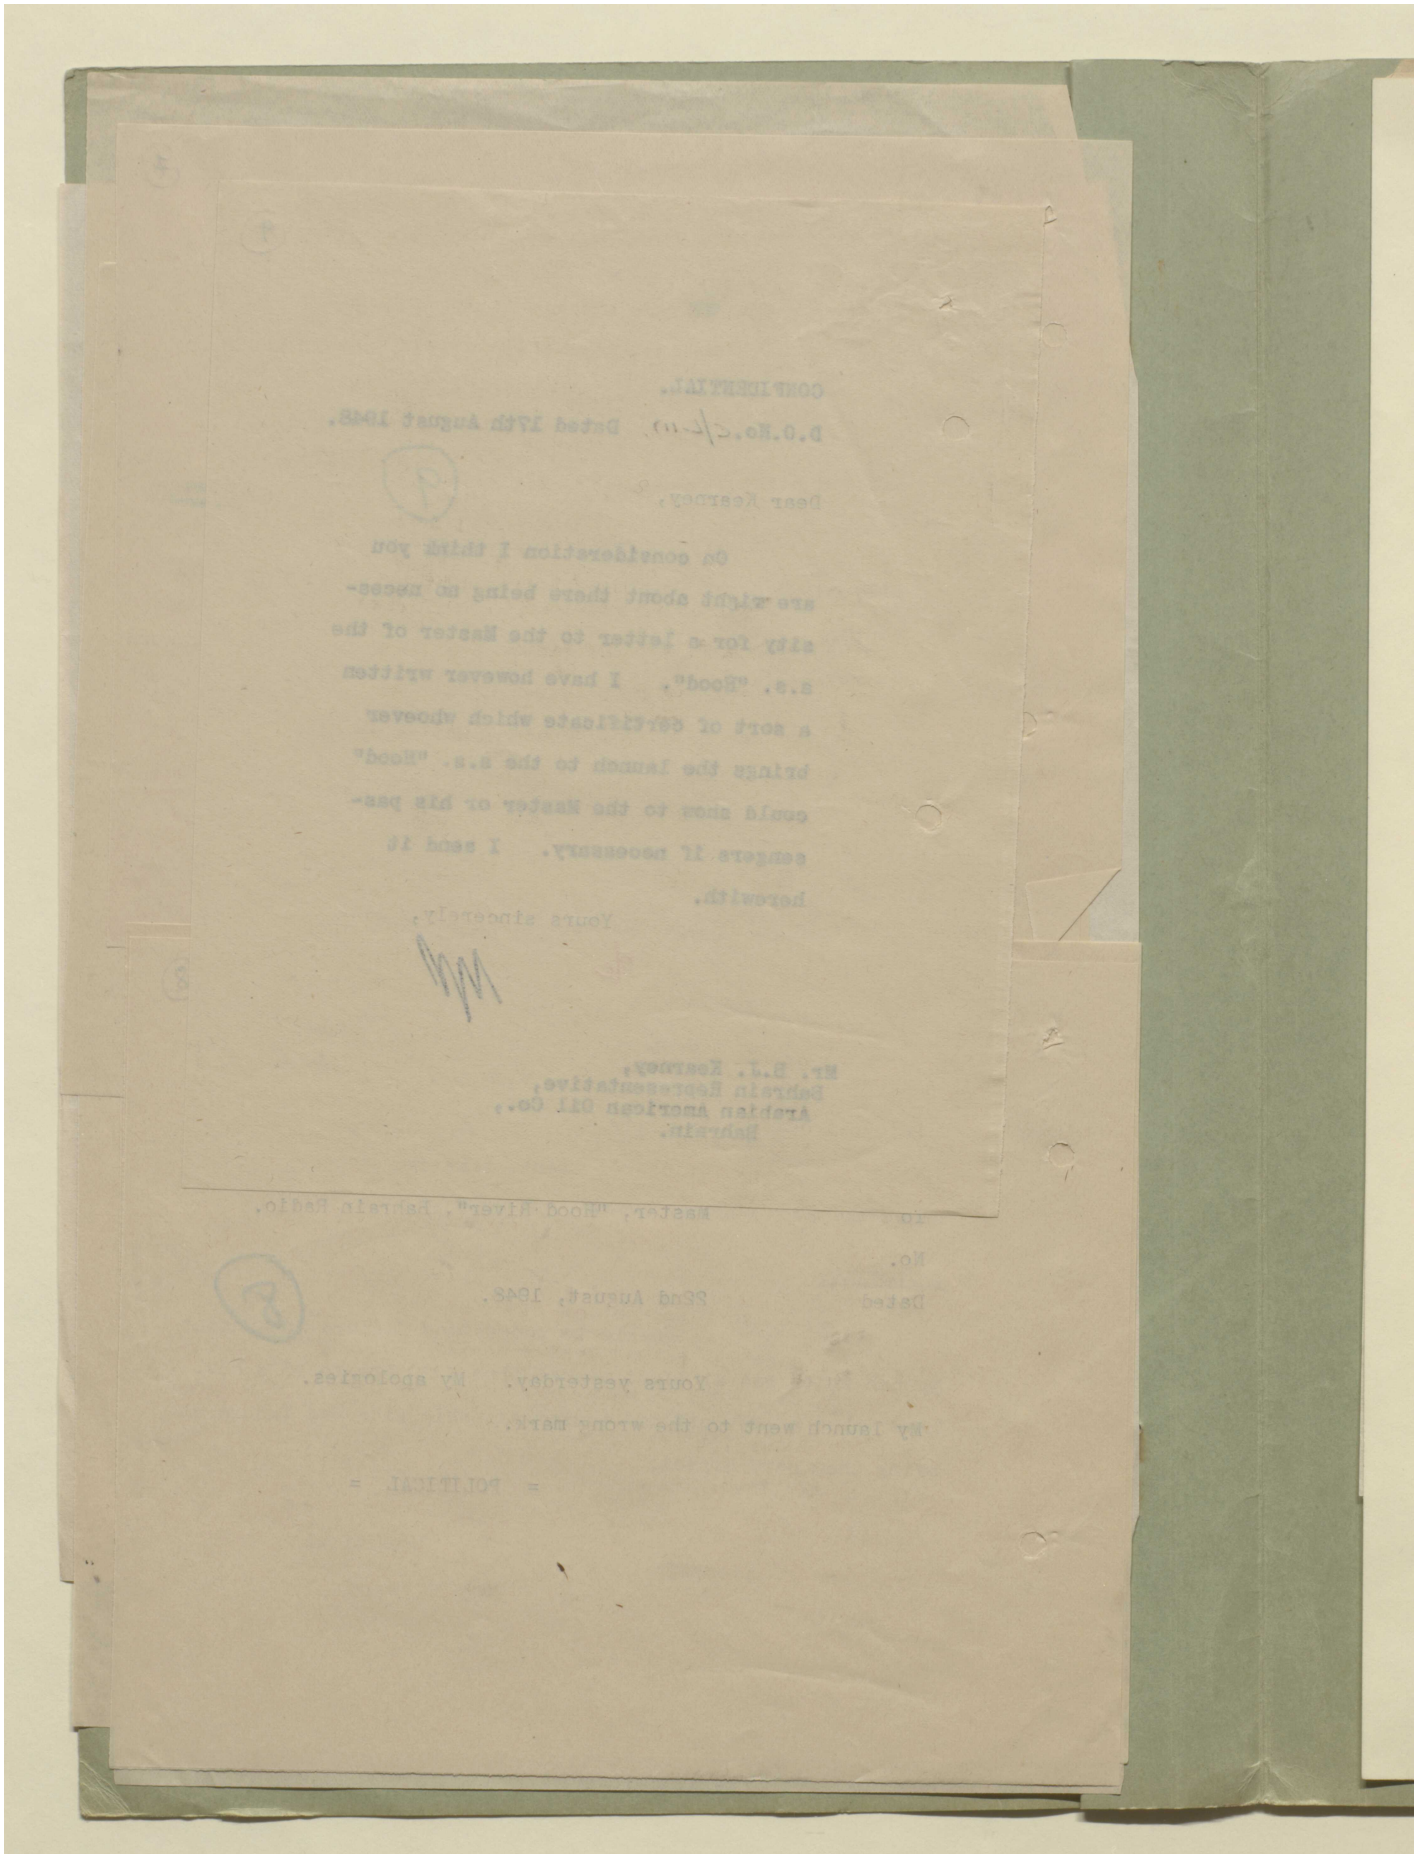 CONFIDENTIAL.
D.O.No. Dated 17th August 1948.
9
Dear Kearney,
On consideration I think you
are right about there being no neces-
sity for a letter to the Master of the
s.s. "Hood". I have however written
a sort of certificate which whoever
brings the launch to the s.s. "Hood"
could show to the Master or his pas-
sengers if necessary. I send it
herewith.
Yours sincerely,
Mr. B.J. Kearney,
Bahrain Representative,
Arabian American Oil Co.,
Bahrain.
To. Master, "Hood River", Bahrain Radio.
No.
Dated 22nd August, 1948.
8
Yours yesterday. My apologies.
My launch went to the wrong mark.
= POLITICAL =